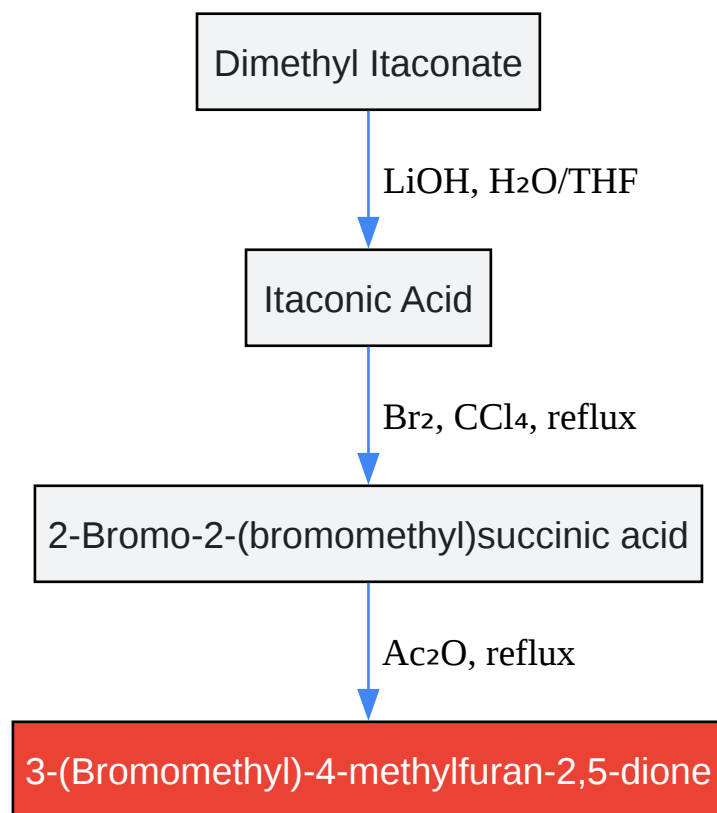 Dimethyl Itaconate
LiOH, H₂O/THF
Itaconic Acid
Br₂, CCl₄, reflux
2-Bromo-2-(bromomethyl)succinic acid
Ac₂O, reflux
3-(Bromomethyl)-4-methylfuran-2,5-dione